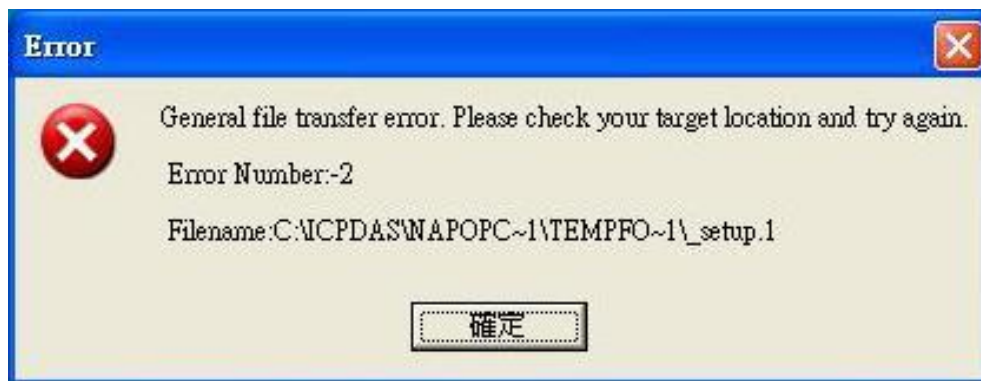 Error
General file transfer error. Please check your target location and try again.
Error Number:-2
Filename:C:\ICPDAS\NAPOPC~1\TEMPFO~1\_setup.1
確定